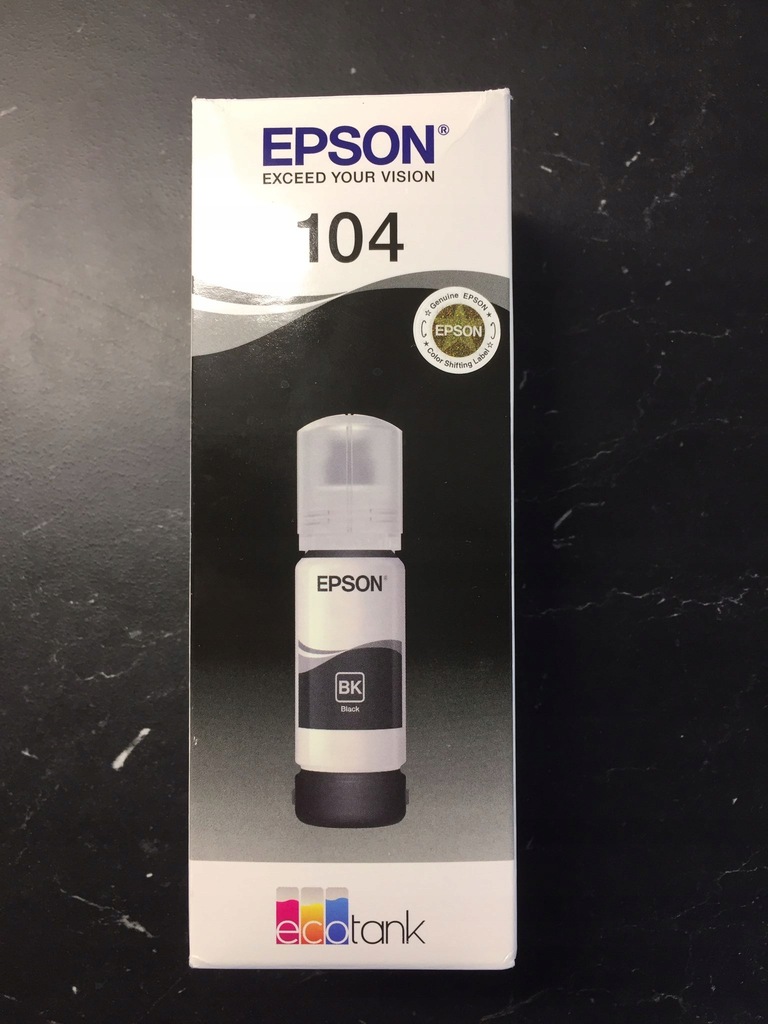 EPSON®
EXCEED YOUR VISION
104
Genuine EPSON
EPSON
Color Shifting Label
EPSON®
BK
Black
ecotank